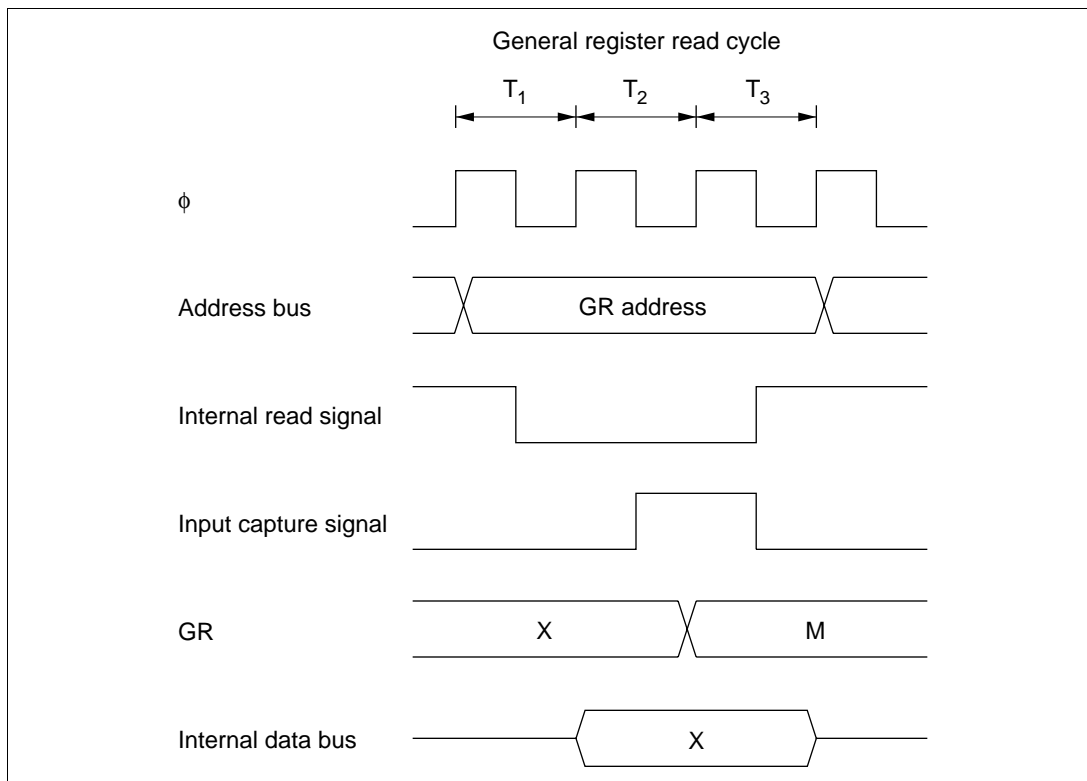 General register read cycle
T1 T2 T3
ϕ
Address bus GR address
Internal read signal
Input capture signal
GR X M
Internal data bus X